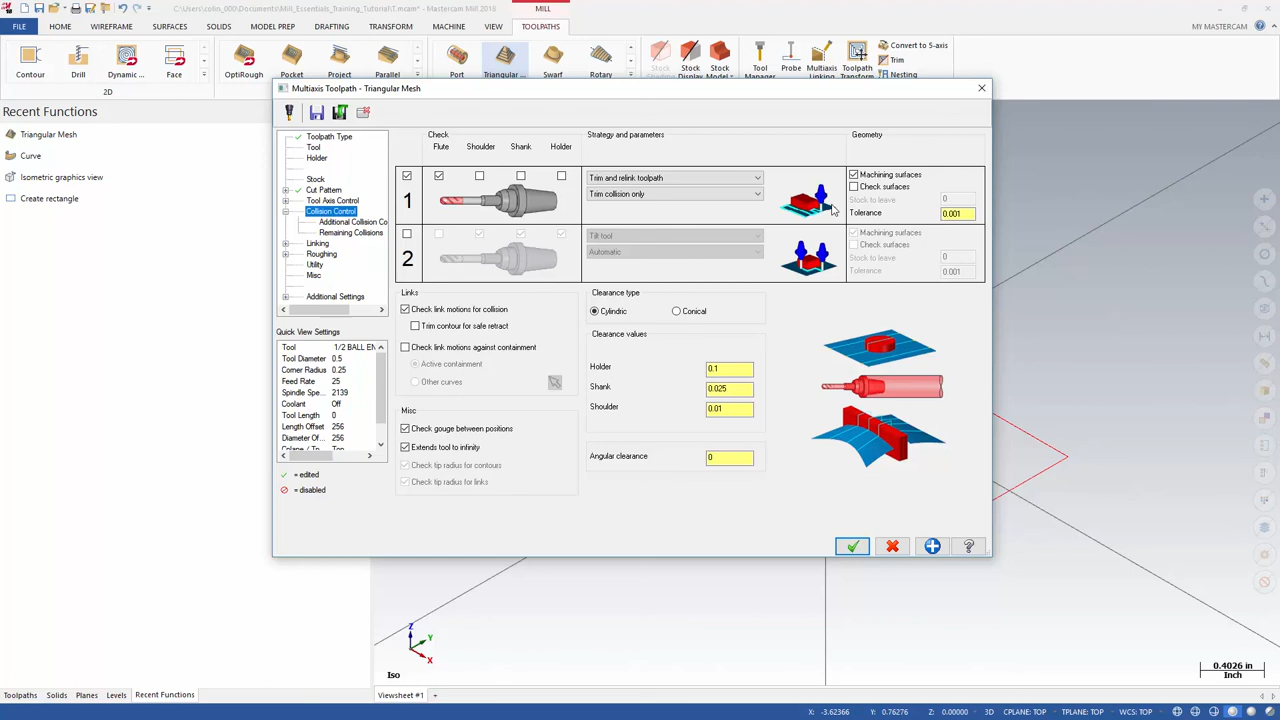 C:\Users\colin_000\Documents\Mill_Essentials_Training_Tutorial\T.mcam* - Mastercam Mill 2018
MILL
FILE HOME WIREFRAME SURFACES SOLIDS MODEL PREP DRAFTING TRANSFORM MACHINE VIEW TOOLPATHS MY MASTERCAM
Contour Drill Dynamic ... Face OptiRough Pocket Project Parallel Port Triangular ... Swarf Rotary Stock Shading Stock Display Stock Model Tool Manager Probe Multiaxis Linking Toolpath Transform Convert to 5-axis
Trim
Nesting
2D
Recent Functions
Triangular Mesh
Curve
Isometric graphics view
Create rectangle
Multiaxis Toolpath - Triangular Mesh
Toolpath Type
Tool
Holder
Stock
Cut Pattern
Tool Axis Control
Collision Control
Additional Collision Co
Remaining Collisions
Linking
Roughing
Utility
Misc
Additional Settings
Quick View Settings
Tool 1/2 BALL EN
Tool Diameter 0.5
Corner Radius 0.25
Feed Rate 25
Spindle Spe... 2139
Coolant Off
Tool Length 0
Length Offset 256
Diameter Of... 256
Cplane / Tp... Top
= edited
= disabled
Check
Flute Shoulder Shank Holder
Strategy and parameters
Geometry
1
Trim and relink toolpath
Trim collision only
Machining surfaces
Check surfaces
Stock to leave 0
Tolerance 0.001
2
Tilt tool
Automatic
Machining surfaces
Check surfaces
Stock to leave 0
Tolerance 0.001
Links
Check link motions for collision
Trim contour for safe retract
Check link motions against containment
Active containment
Other curves
Misc
Check gouge between positions
Extends tool to infinity
Check tip radius for contours
Check tip radius for links
Clearance type
Cylindric Conical
Clearance values
Holder 0.1
Shank 0.025
Shoulder 0.01
Angular clearance 0
Z
Y
X
Iso
0.4026 in
Inch
Toolpaths Solids Planes Levels Recent Functions
Viewsheet #1 +
X: -3.62366 Y: 0.76276 Z: 0.00000 3D CPLANE: TOP TPLANE: TOP WCS: TOP